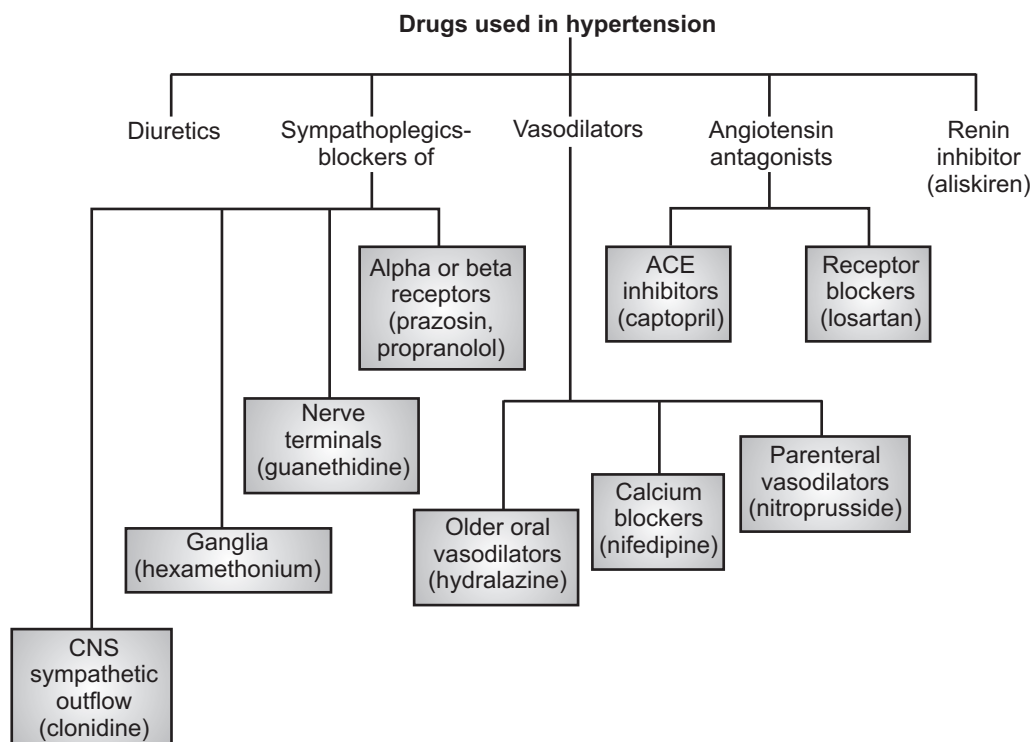 Drugs used in hypertension
Diuretics
Sympathoplegics-
blockers of
Vasodilators
Angiotensin
antagonists
Renin
inhibitor
(aliskiren)
Alpha or beta
receptors
(prazosin,
propranolol)
ACE
inhibitors
(captopril)
Receptor
blockers
(losartan)
Nerve
terminals
(guanethidine)
Ganglia
(hexamethonium)
CNS
sympathetic
outflow
(clonidine)
Older oral
vasodilators
(hydralazine)
Calcium
blockers
(nifedipine)
Parenteral
vasodilators
(nitroprusside)